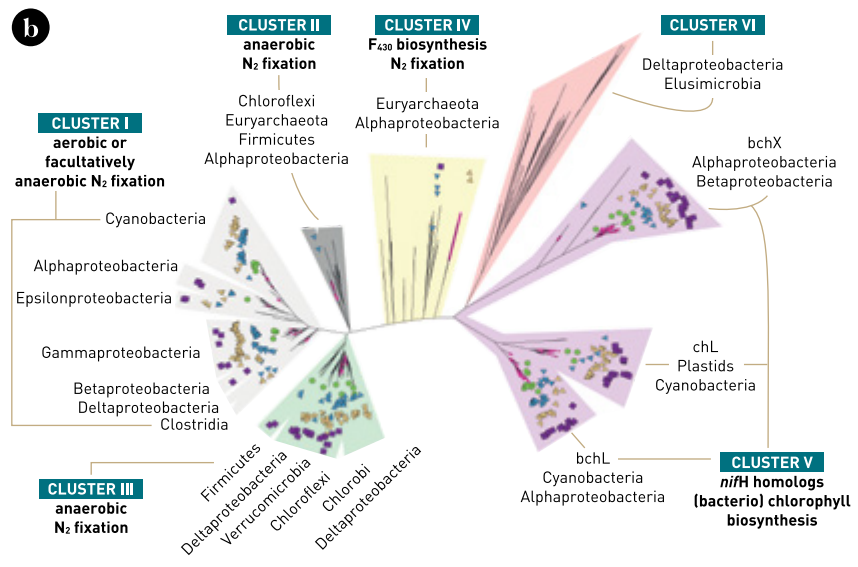 b
CLUSTER I
aerobic or
facultatively
anaerobic N₂ fixation
Cyanobacteria
Alphaproteobacteria
Epsilonproteobacteria
Gammaproteobacteria
Betaproteobacteria
Deltaproteobacteria
Clostridia
CLUSTER II
anaerobic
N₂ fixation
Chloroflexi
Euryarchaeota
Firmicutes
Alphaproteobacteria
CLUSTER IV
F₄₃₀ biosynthesis
N₂ fixation
Euryarchaeota
Alphaproteobacteria
CLUSTER VI
Deltaproteobacteria
Elusimicrobia
bchX
Alphaproteobacteria
Betaproteobacteria
chL
Plastids
Cyanobacteria
bchL
Cyanobacteria
Alphaproteobacteria
CLUSTER V
nifH homologs
(bacterio) chlorophyll
biosynthesis
CLUSTER III
anaerobic
N₂ fixation
Firmicutes
Deltaproteobacteria
Verrucomicrobia
Chloroflexi
Chlorobi
Deltaproteobacteria